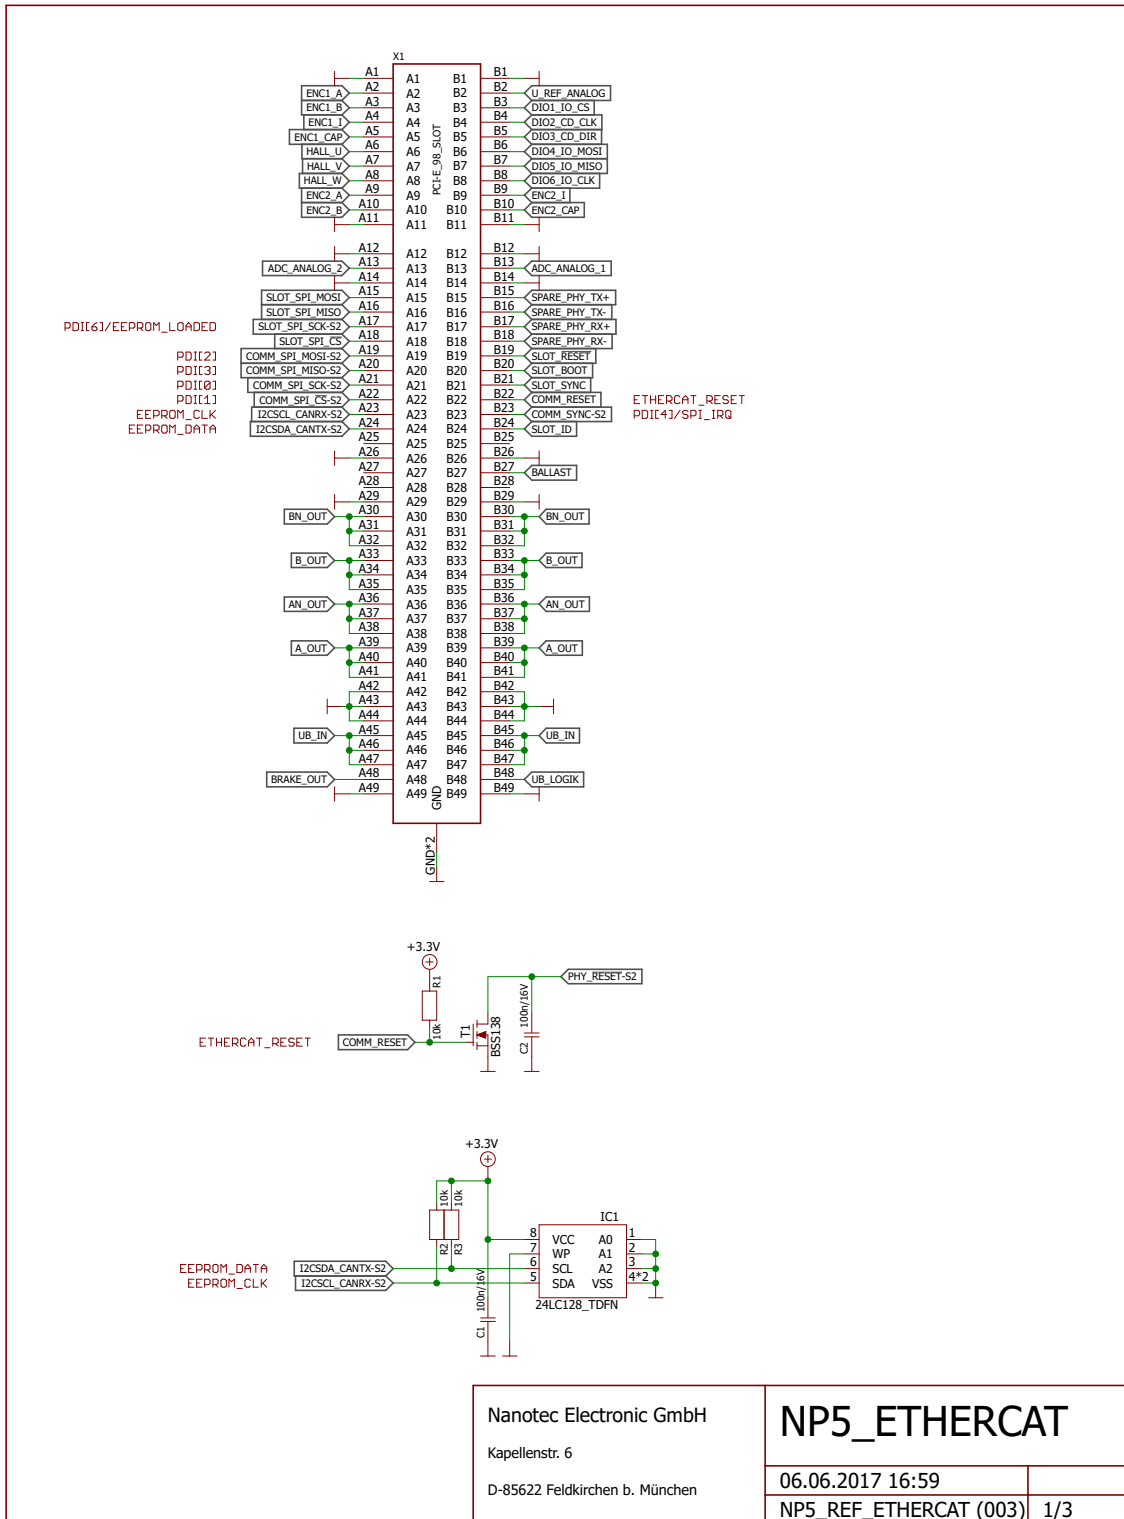 X1
A1 A1 B1 B1
ENC1_A A2 A2 B2 B2 U_REF_ANALOG
ENC1_B A3 A3 B3 B3 DIO1_IO_CS
ENC1_I A4 A4 B4 B4 DIO2_CD_CLK
ENC1_CAP A5 A5 B5 B5 DIO3_CD_DIR
HALL_U A6 A6 B6 B6 DIO4_IO_MOSI
HALL_V A7 A7 B7 B7 DIO5_IO_MISO
HALL_W A8 A8 B8 B8 DIO6_IO_CLK
ENC2_A A9 A9 B9 B9 ENC2_I
ENC2_B A10 A10 B10 B10 ENC2_CAP
A11 A11 B11 B11
PCI-E_98_SLOT
A12 A12 B12 B12
ADC_ANALOG_2 A13 A13 B13 B13 ADC_ANALOG_1
A14 A14 B14 B14
SLOT_SPI_MOSI A15 A15 B15 B15 SPARE_PHY_TX+
SLOT_SPI_MISO A16 A16 B16 B16 SPARE_PHY_TX-
PDI[6]/EEPROM_LOADED SLOT_SPI_SCK-S2 A17 A17 B17 B17 SPARE_PHY_RX+
SLOT_SPI_CS A18 A18 B18 B18 SPARE_PHY_RX-
PDI[2] COMM_SPI_MOSI-S2 A19 A19 B19 B19 SLOT_RESET
PDI[3] COMM_SPI_MISO-S2 A20 A20 B20 B20 SLOT_BOOT
PDI[0] COMM_SPI_SCK-S2 A21 A21 B21 B21 SLOT_SYNC
PDI[1] COMM_SPI_CS-S2 A22 A22 B22 B22 COMM_RESET ETHERCAT_RESET
EEPROM_CLK I2CSCL_CANRX-S2 A23 A23 B23 B23 COMM_SYNC-S2 PDI[4]/SPI_IRQ
EEPROM_DATA I2CSDA_CANTX-S2 A24 A24 B24 B24 SLOT_ID
A25 A25 B25 B25
A26 A26 B26 B26
A27 A27 B27 B27 BALLAST
A28 A28 B28 B28
A29 A29 B29 B29
BN_OUT A30 A30 B30 B30 BN_OUT
A31 A31 B31 B31
A32 A32 B32 B32
B_OUT A33 A33 B33 B33 B_OUT
A34 A34 B34 B34
A35 A35 B35 B35
AN_OUT A36 A36 B36 B36 AN_OUT
A37 A37 B37 B37
A38 A38 B38 B38
A_OUT A39 A39 B39 B39 A_OUT
A40 A40 B40 B40
A41 A41 B41 B41
A42 A42 B42 B42
A43 A43 B43 B43
A44 A44 B44 B44
UB_IN A45 A45 B45 B45 UB_IN
A46 A46 B46 B46
A47 A47 B47 B47
BRAKE_OUT A48 A48 B48 B48 UB_LOGIK
A49 A49 B49 B49
GND
GND*2
+3.3V
R1
10k
T1
BSS138
100n/16V
C2
PHY_RESET-S2
ETHERCAT_RESET COMM_RESET
+3.3V
10k
10k
R2
R3
IC1
8 VCC A0 1
7 WP A1 2
EEPROM_DATA I2CSDA_CANTX-S2 6 SCL A2 3
EEPROM_CLK I2CSCL_CANRX-S2 5 SDA VSS 4*2
24LC128_TDFN
100n/16V
C1
Nanotec Electronic GmbH
Kapellenstr. 6
D-85622 Feldkirchen b. München
NP5_ETHERCAT
06.06.2017 16:59
NP5_REF_ETHERCAT (003) 1/3